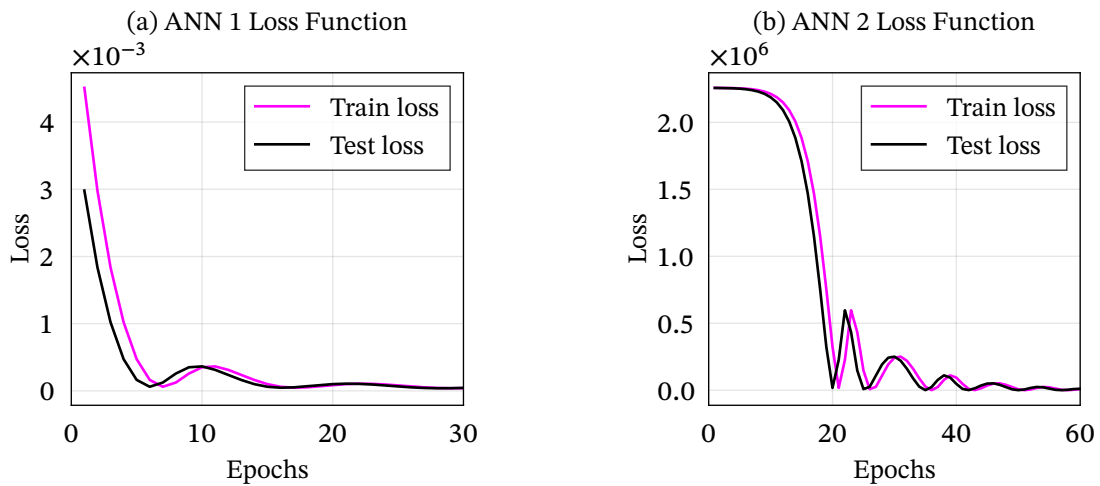 (a) ANN 1 Loss Function
×10⁻³
Train loss
Test loss
4
3
2
1
0
Loss
0 10 20 30
Epochs
(b) ANN 2 Loss Function
×10⁶
Train loss
Test loss
2.0
1.5
1.0
0.5
0.0
Loss
0 20 40 60
Epochs